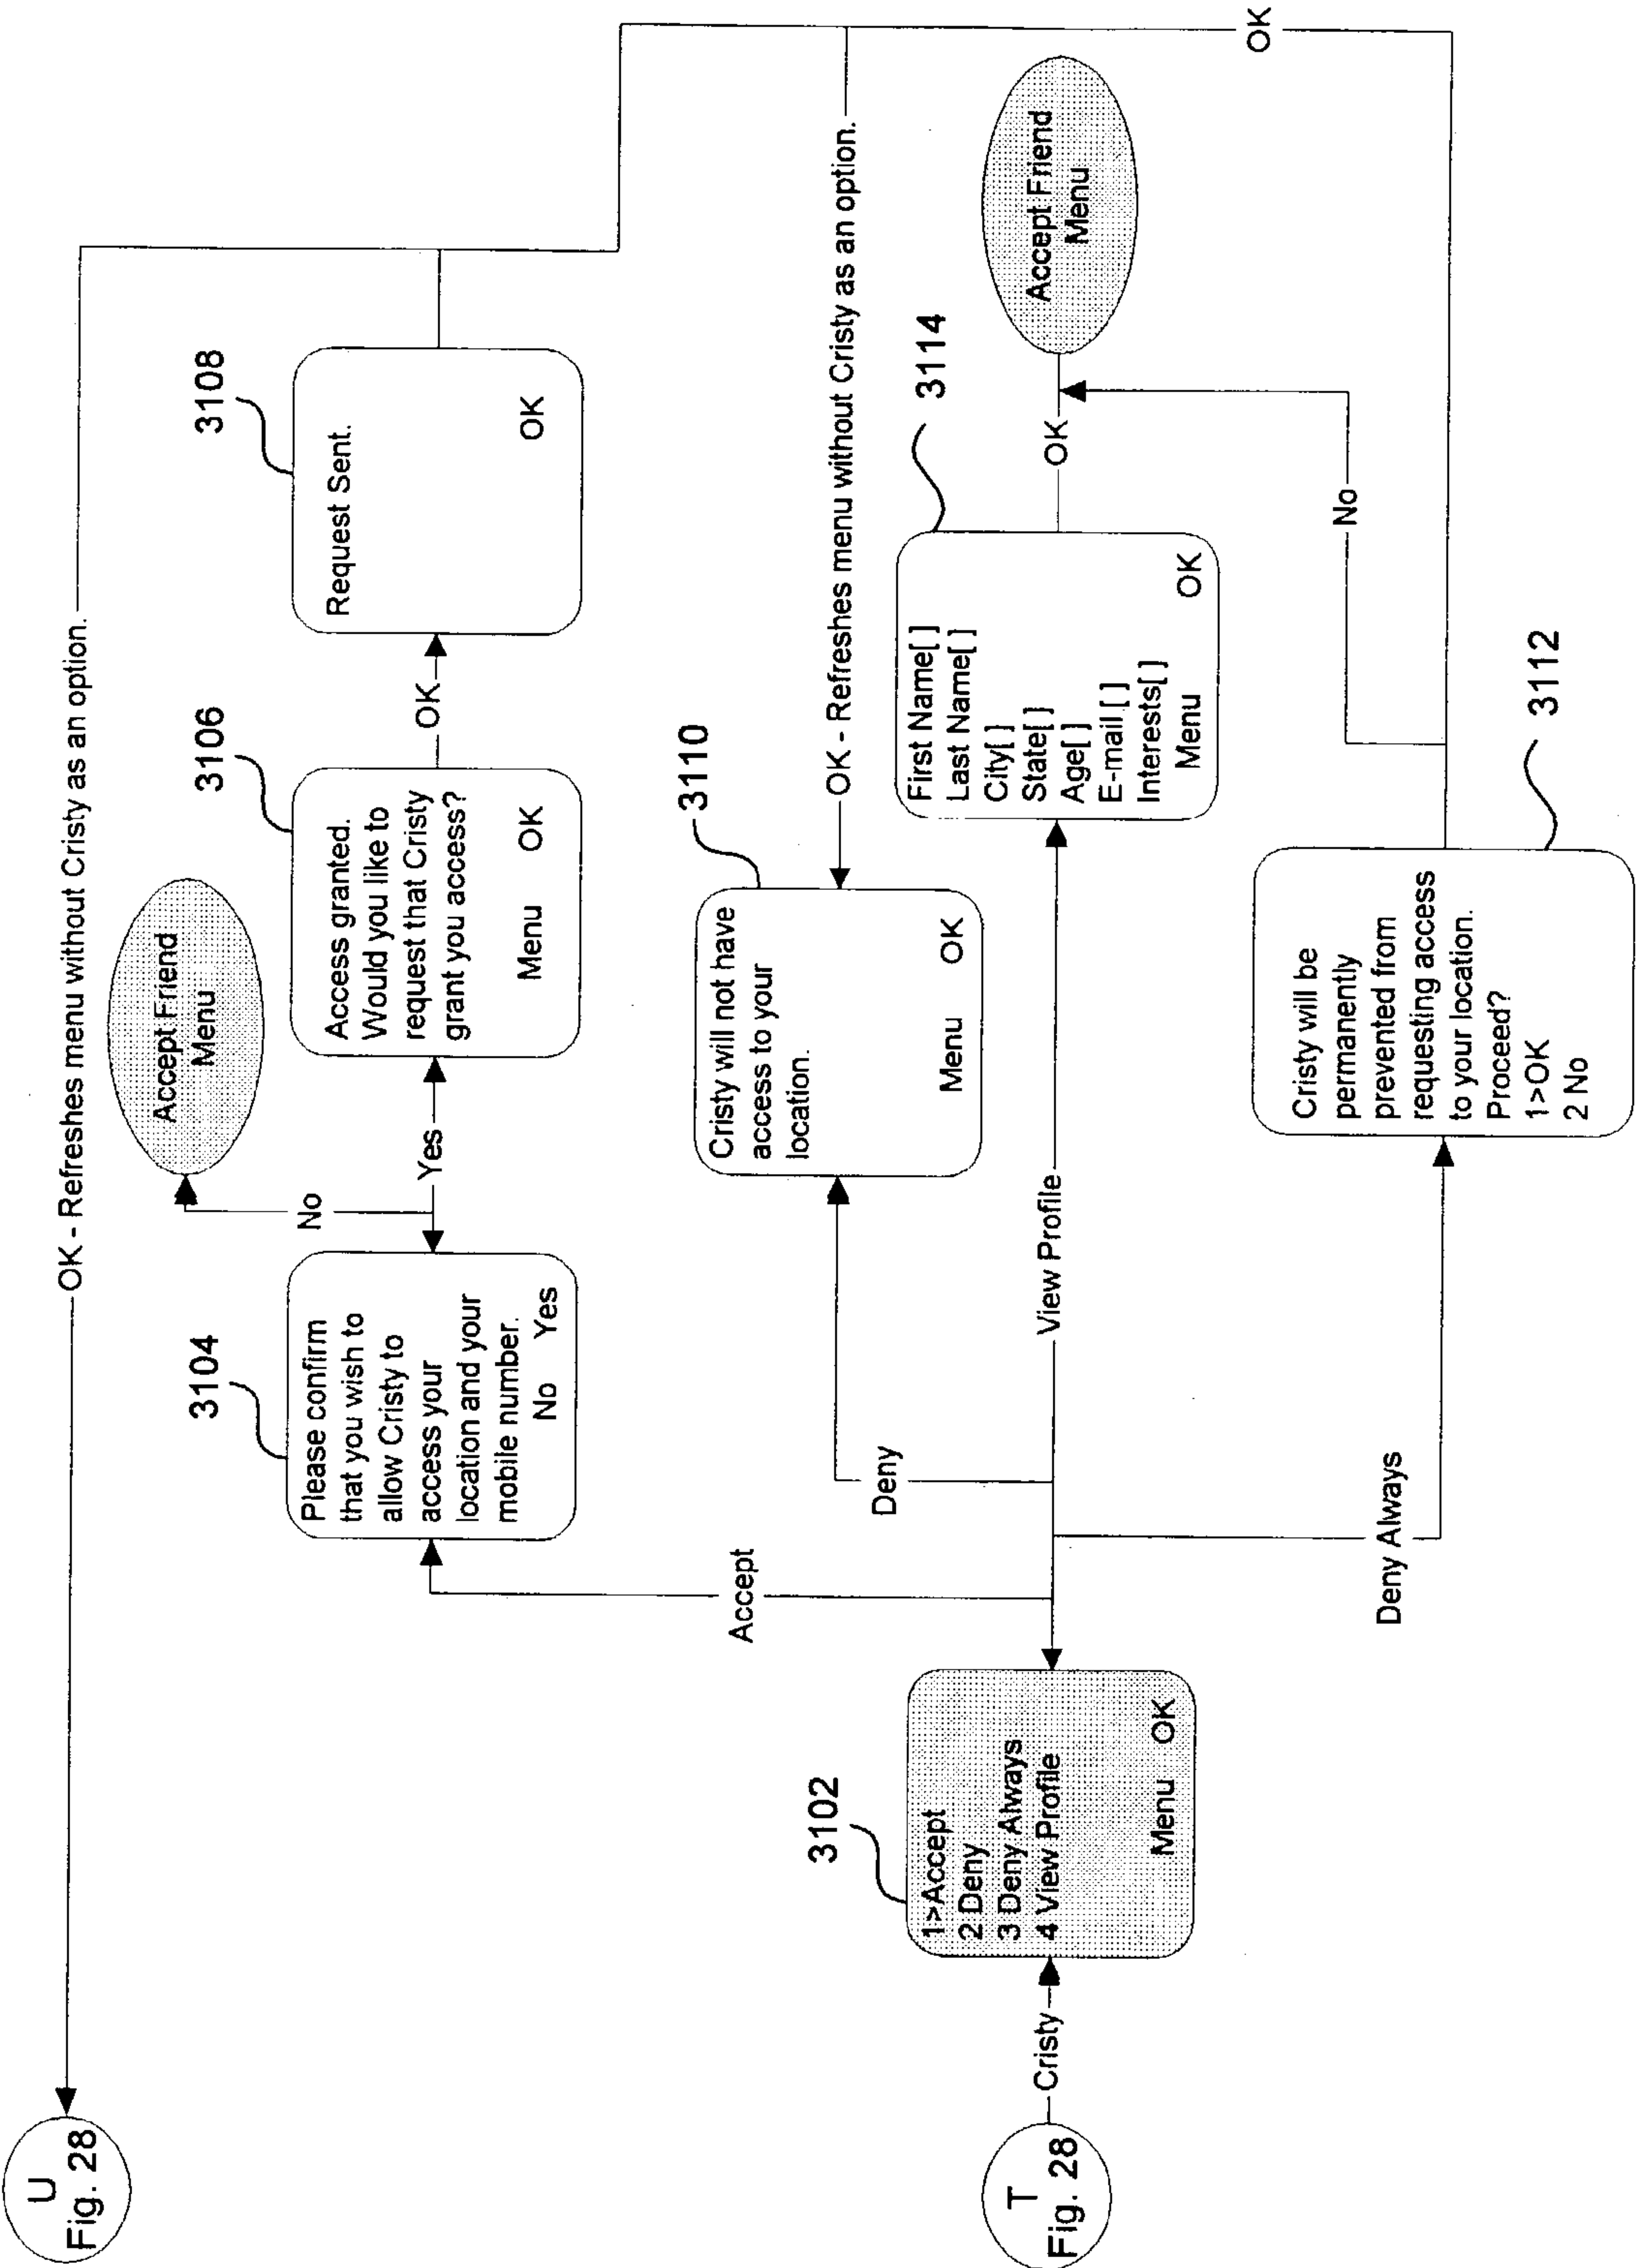 U
Fig. 28
OK - Refreshes menu without Cristy as an option.
Accept Friend
Menu
No
Yes
3104
Please confirm
that you wish to
allow Cristy to
access your
location and your
mobile number.
No Yes
3106
Access granted.
Would you like to
request that Cristy
grant you access?
Menu OK
OK
3108
Request Sent.
OK
Accept
Deny
3110
Cristy will not have
access to your
location.
Menu OK
OK - Refreshes menu without Cristy as an option.
T
Fig. 28
Cristy
3102
1>Accept
2 Deny
3 Deny Always
4 View Profile
Menu OK
View Profile
3114
First Name[ ]
Last Name[ ]
City[ ]
State[ ]
Age[ ]
E-mail [ ]
Interests[ ]
Menu OK
OK
Accept Friend
Menu
No
Deny Always
3112
Cristy will be
permanently
prevented from
requesting access
to your location.
Proceed?
1>OK
2 No
OK